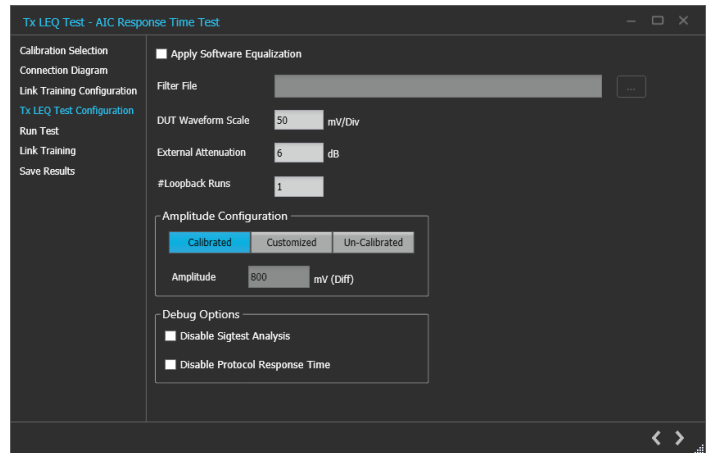 Tx LEQ Test - AIC Response Time Test
Calibration Selection
Connection Diagram
Link Training Configuration
Tx LEQ Test Configuration
Run Test
Link Training
Save Results
Apply Software Equalization
Filter File
...
DUT Waveform Scale 50 mV/Div
External Attenuation 6 dB
#Loopback Runs 1
Amplitude Configuration
Calibrated Customized Un-Calibrated
Amplitude 800 mV (Diff)
Debug Options
Disable Sigtest Analysis
Disable Protocol Response Time